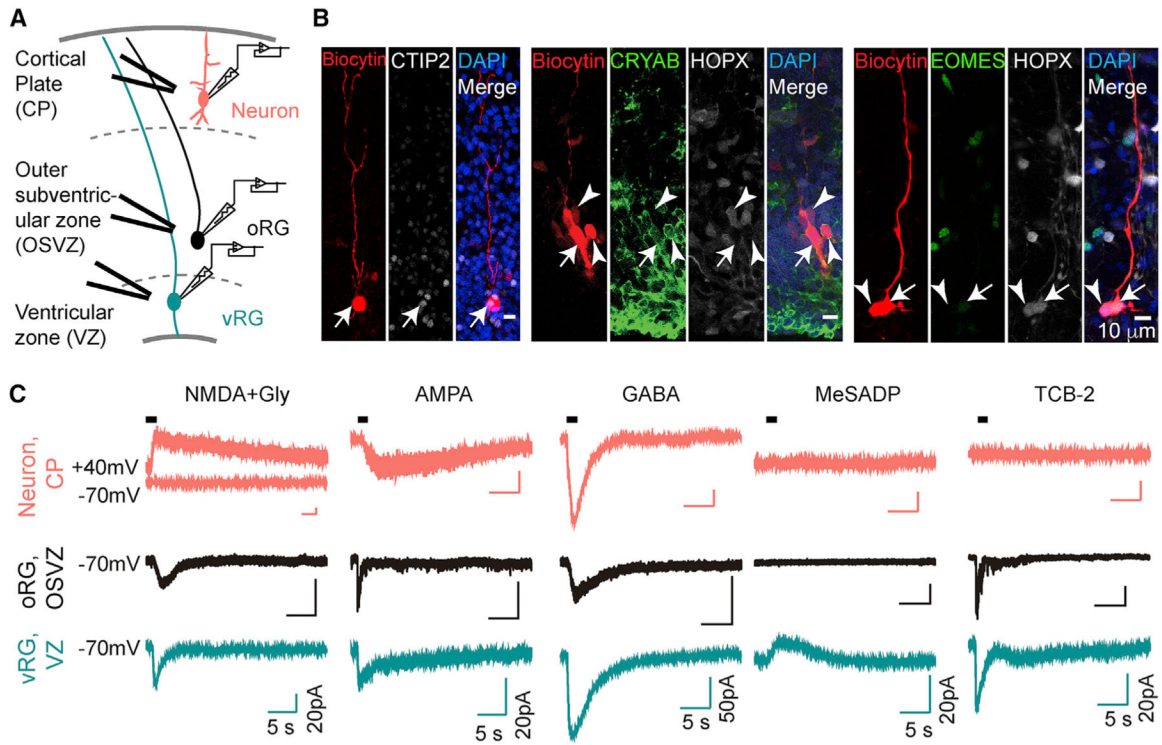 A
Cortical
Plate
(CP)
Neuron
Outer
subventric-
ular zone
(OSVZ)
oRG
Ventricular
zone (VZ)
vRG
B
Biocytin CTIP2 DAPI
Merge
Biocytin CRYAB HOPX DAPI
Merge
Biocytin EOMES HOPX DAPI
Merge
10 μm
C
NMDA+Gly AMPA GABA MeSADP TCB-2
Neuron,
CP
+40mV
-70mV
oRG,
OSVZ
-70mV
vRG,
VZ
-70mV
5 s
20pA
5 s
50pA
5 s
20pA
5 s
20pA